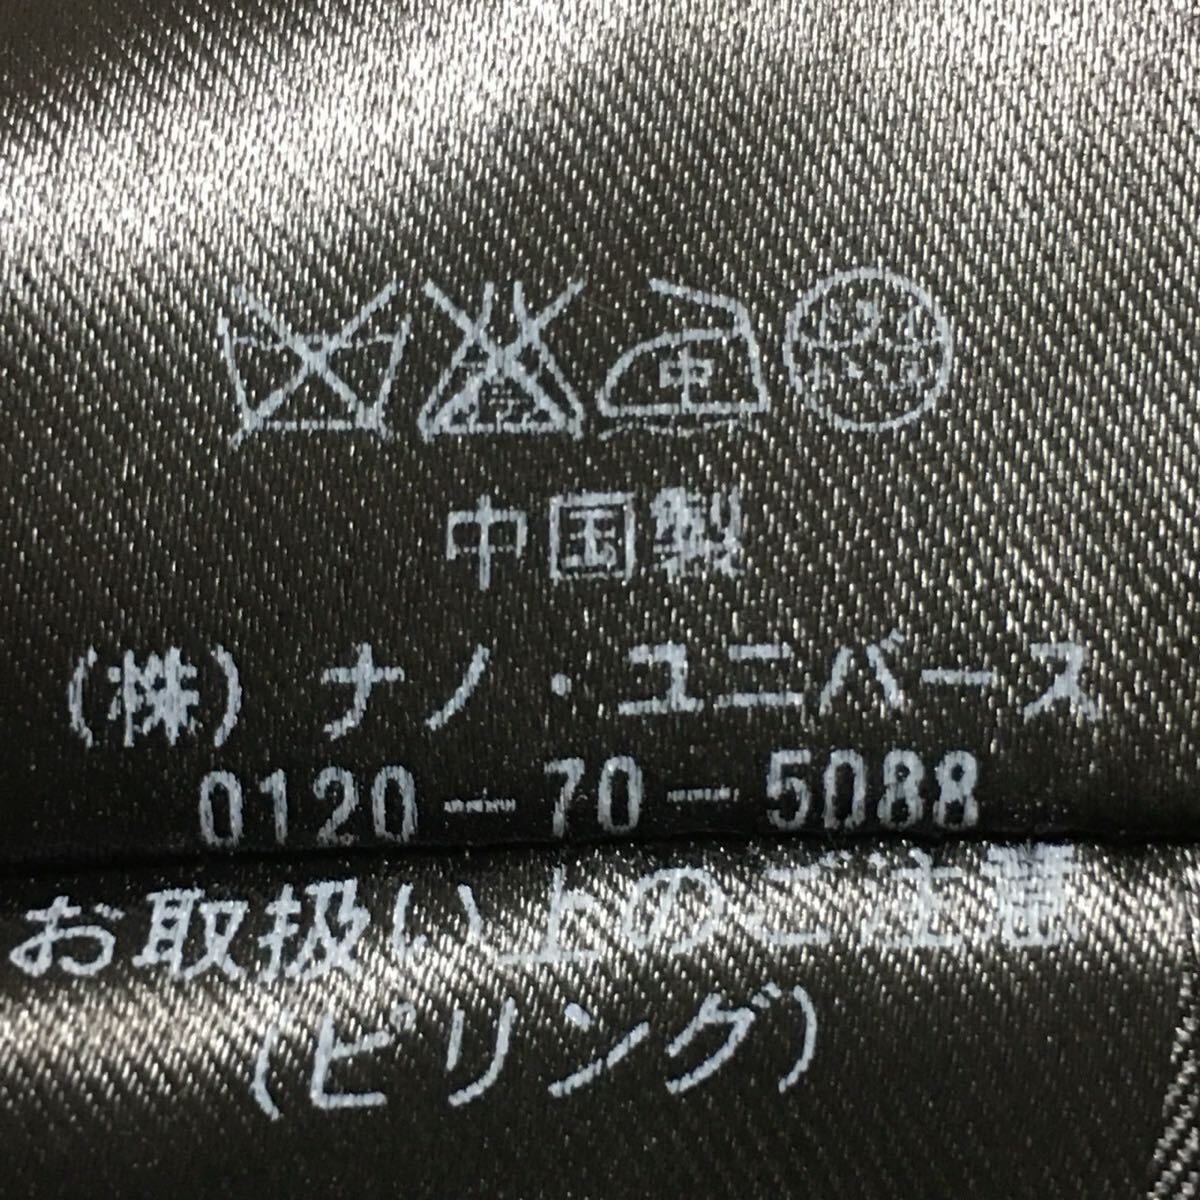 中
中国製
(株) ナノ・ユニバース
0120-70-5088
お取扱い上のご注意
(ピリング)